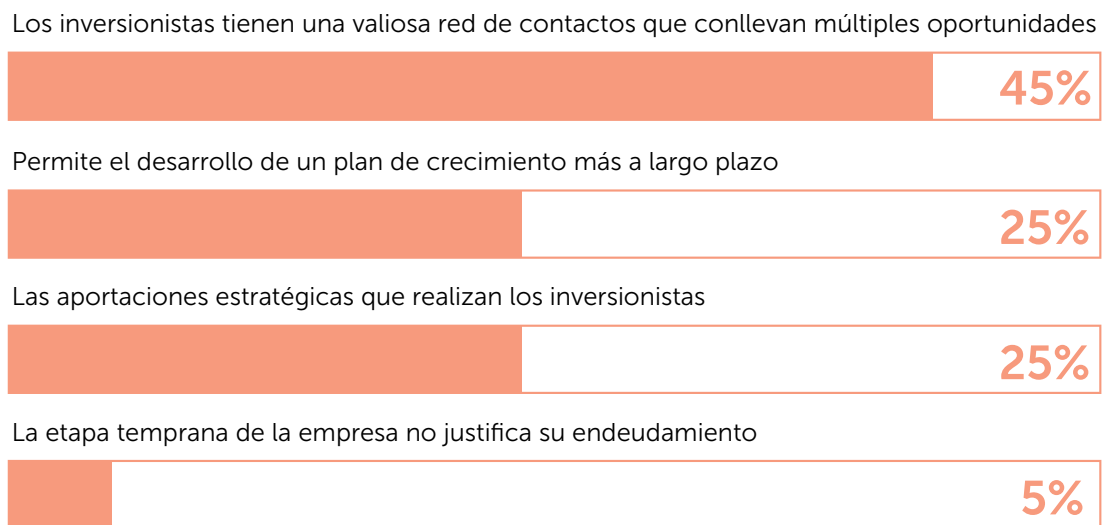 Los inversionistas tienen una valiosa red de contactos que conllevan múltiples oportunidades
45%
Permite el desarrollo de un plan de crecimiento más a largo plazo
25%
Las aportaciones estratégicas que realizan los inversionistas
25%
La etapa temprana de la empresa no justifica su endeudamiento
5%